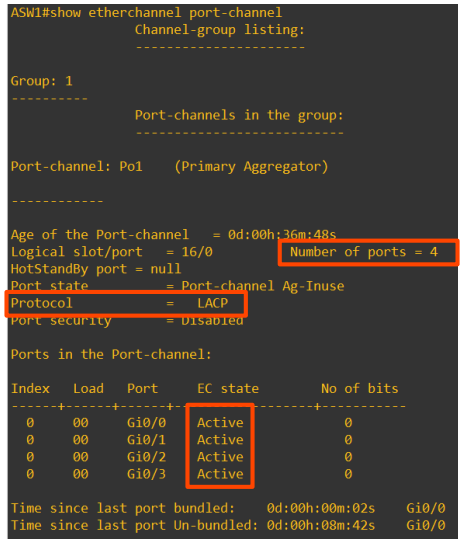 ASW1#show etherchannel port-channel
Channel-group listing:
----------------------
Group: 1
----------
Port-channels in the group:
---------------------------
Port-channel: Po1    (Primary Aggregator)
------------
Age of the Port-channel   = 0d:00h:36m:48s
Logical slot/port   = 16/0          Number of ports = 4
HotStandBy port = null
Port state          = Port-channel Ag-Inuse
Protocol            =   LACP
Port security       = Disabled
Ports in the Port-channel:
Index   Load   Port     EC state        No of bits
------+------+------+------------------+-----------
0     00     Gi0/0    Active             0
0     00     Gi0/1    Active             0
0     00     Gi0/2    Active             0
0     00     Gi0/3    Active             0
Time since last port bundled:    0d:00h:00m:02s    Gi0/0
Time since last port Un-bundled: 0d:00h:08m:42s    Gi0/0